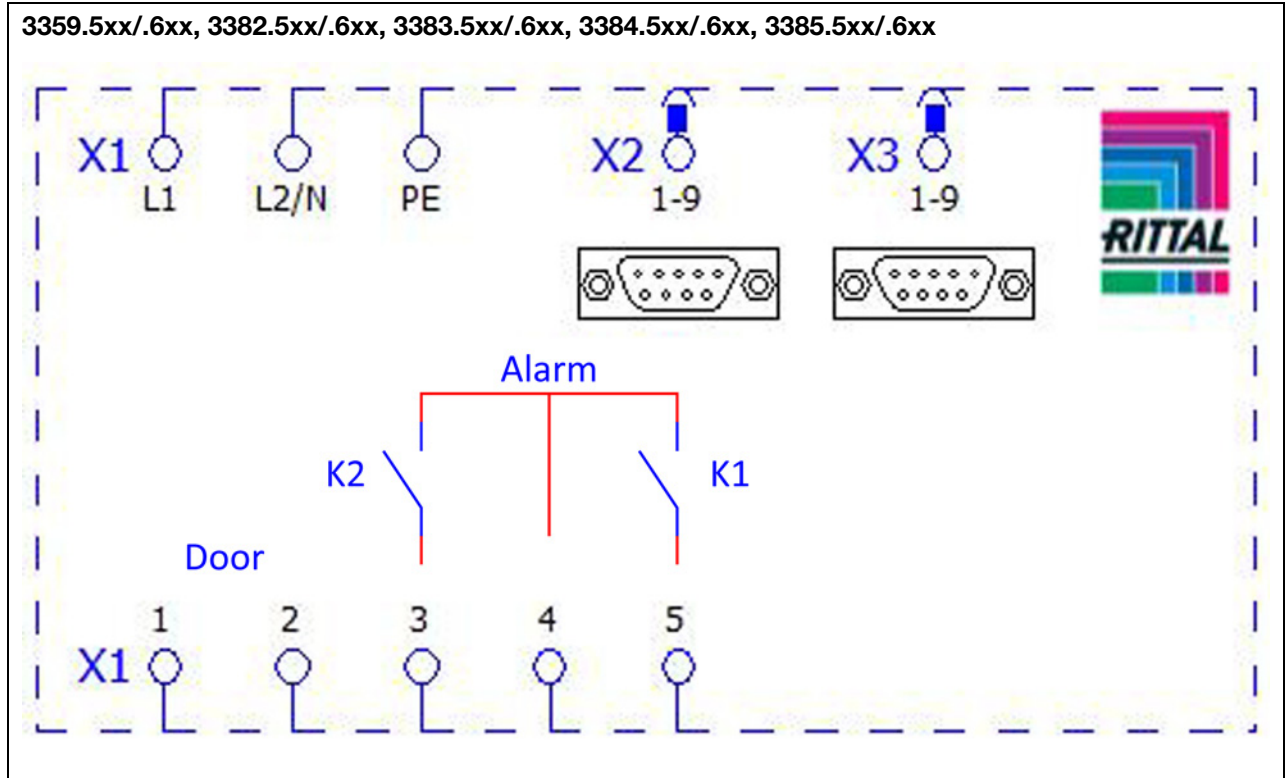 3359.5xx/.6xx, 3382.5xx/.6xx, 3383.5xx/.6xx, 3384.5xx/.6xx, 3385.5xx/.6xx
X1 X2 X3
L1 L2/N PE 1-9 1-9
RITTAL
Alarm
K2 K1
Door
1 2 3 4 5
X1